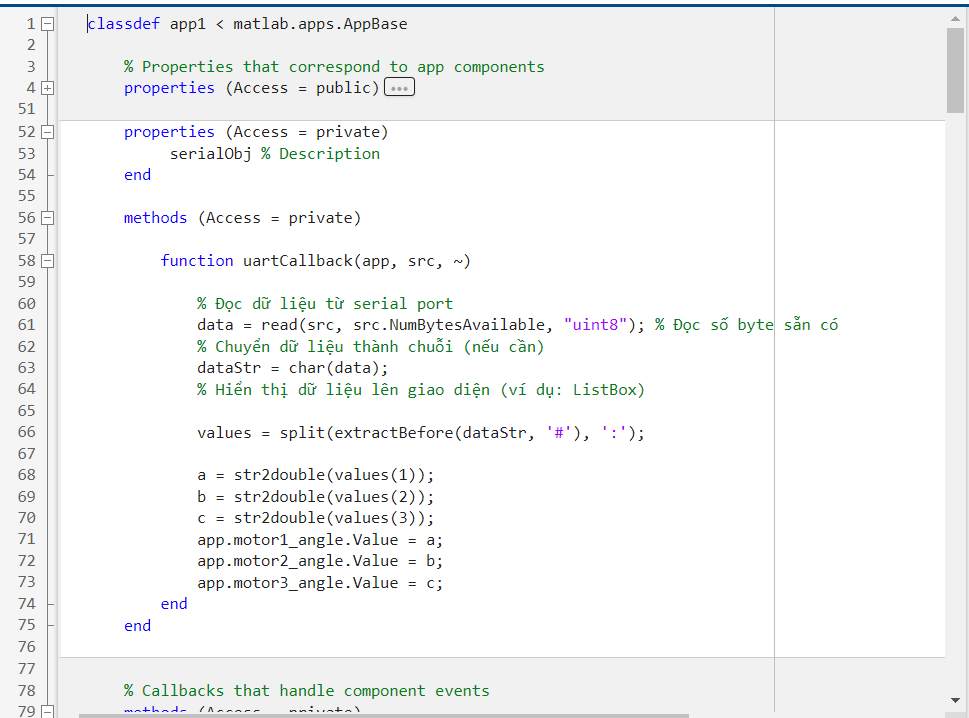 1 classdef app1 < matlab.apps.AppBase
2
3 % Properties that correspond to app components
4 properties (Access = public) ...
51
52 properties (Access = private)
53 serialObj % Description
54 end
55
56 methods (Access = private)
57
58 function uartCallback(app, src, ~)
59
60 % Đọc dữ liệu từ serial port
61 data = read(src, src.NumBytesAvailable, "uint8"); % Đọc số byte sẵn có
62 % Chuyển dữ liệu thành chuỗi (nếu cần)
63 dataStr = char(data);
64 % Hiển thị dữ liệu lên giao diện (ví dụ: ListBox)
65
66 values = split(extractBefore(dataStr, '#'), ':');
67
68 a = str2double(values(1));
69 b = str2double(values(2));
70 c = str2double(values(3));
71 app.motor1_angle.Value = a;
72 app.motor2_angle.Value = b;
73 app.motor3_angle.Value = c;
74 end
75 end
76
77
78 % Callbacks that handle component events
79 methods (Access = private)